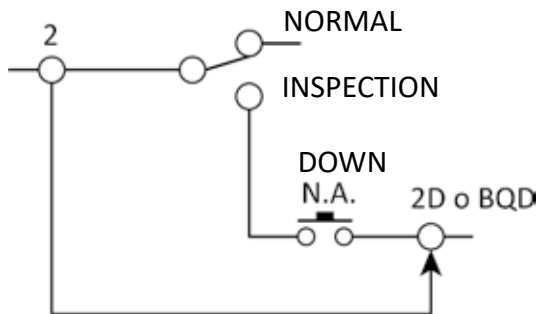 2
NORMAL
INSPECTION
DOWN
N.A.
2D o BQD